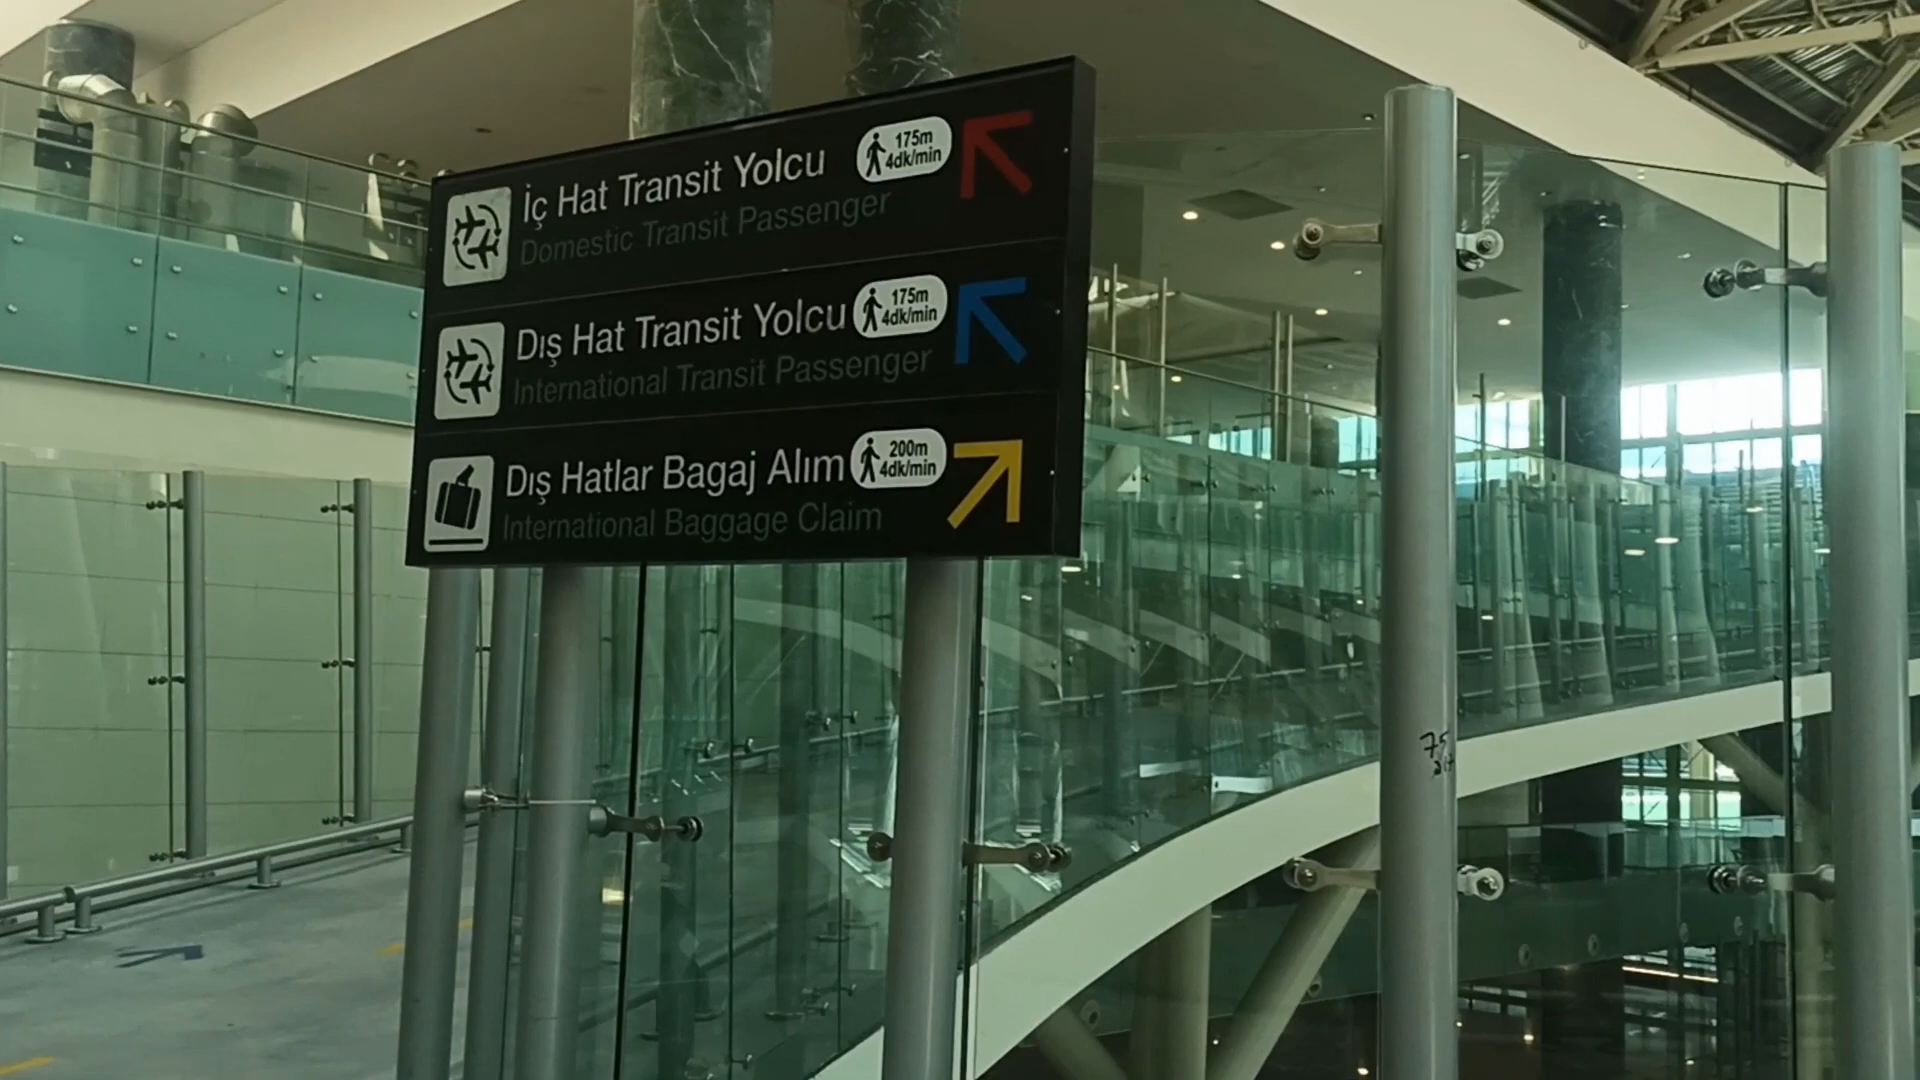 İç Hat Transit Yolcu
175m
4dk/min
Domestic Transit Passenger
Dış Hat Transit Yolcu
175m
4dk/min
International Transit Passenger
Dış Hatlar Bagaj Alım
200m
4dk/min
International Baggage Claim